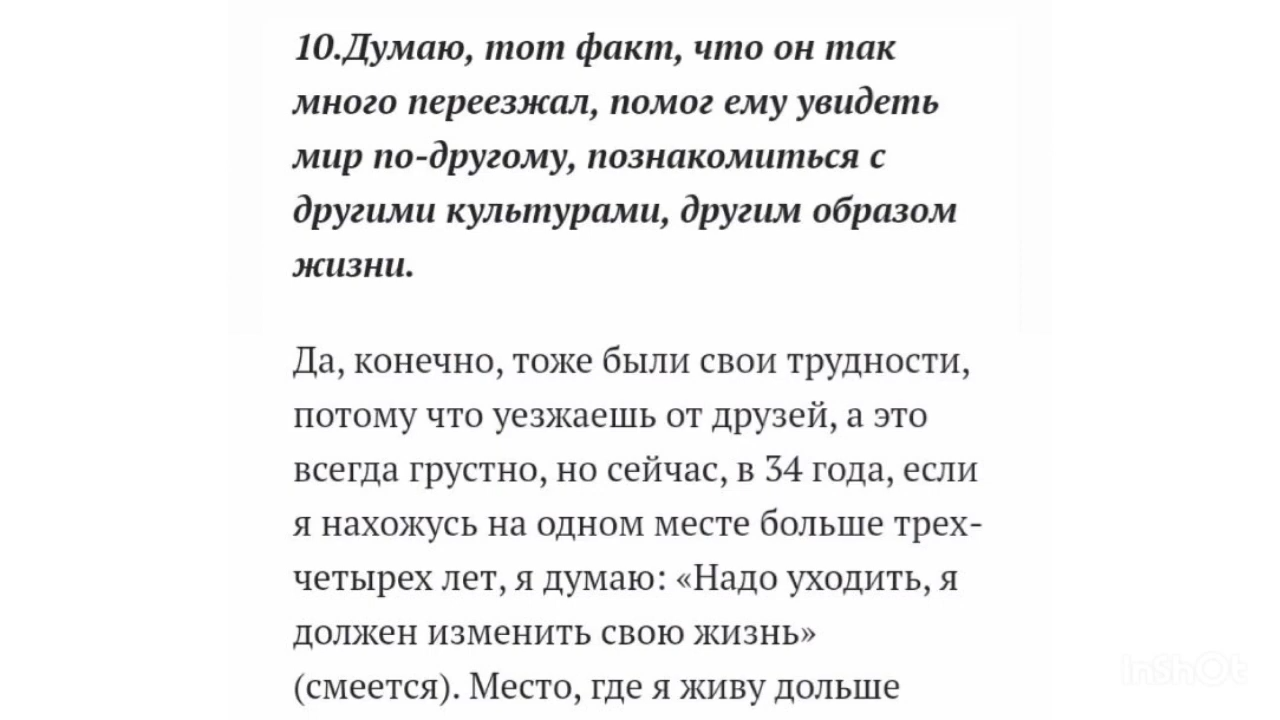 10.Думаю, тот факт, что он так
много переезжал, помог ему увидеть
мир по-другому, познакомиться с
другими культурами, другим образом
жизни.
Да, конечно, тоже были свои трудности,
потому что уезжаешь от друзей, а это
всегда грустно, но сейчас, в 34 года, если
я нахожусь на одном месте больше трех-
четырех лет, я думаю: «Надо уходить, я
должен изменить свою жизнь»
(смеется). Место, где я живу дольше
InShOt